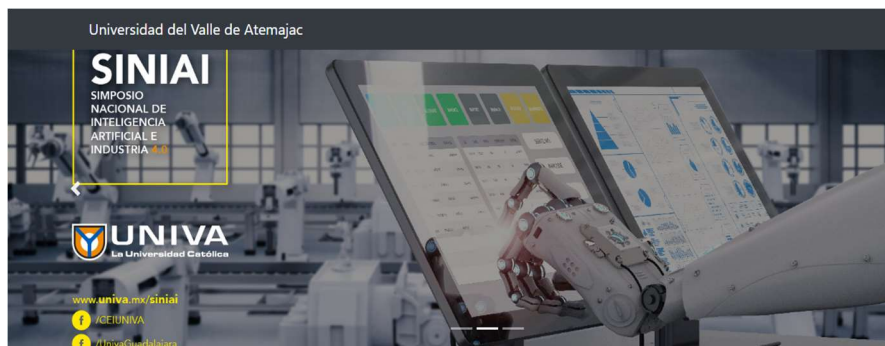 Universidad del Valle de Atemajac
SINIAI
SIMPOSIO
NACIONAL DE
INTELIGENCIA
ARTIFICIAL E
INDUSTRIA 4.0
UNIVA
La Universidad Católica
www.univa.mx/siniai
/CEIUNIVA
/UnivaGuadalajara